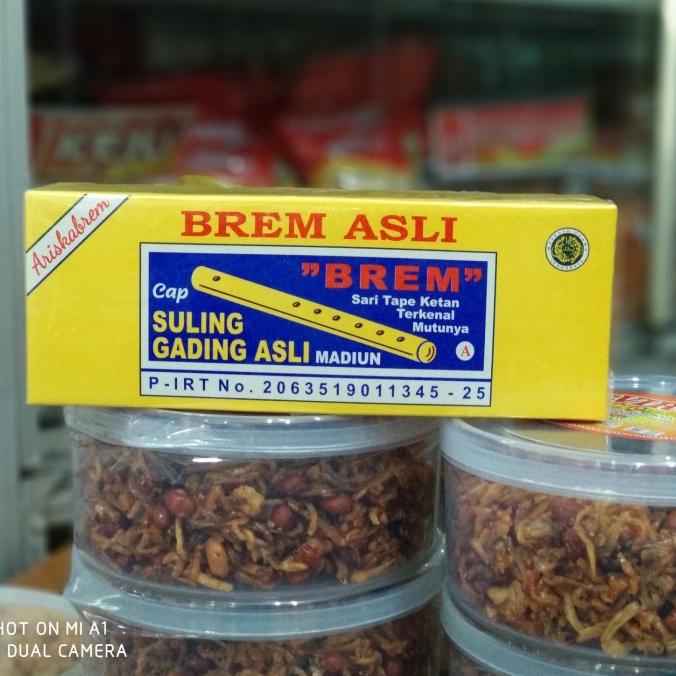 KEJU
Ariskabrem
BREM ASLI
"BREM"
Cap
Sari Tape Ketan
Terkenal
Mutunya
SULING
GADING ASLI MADIUN
A
P-IRT No. 2063519011345 - 25
HOT ON MI A1
DUAL CAMERA